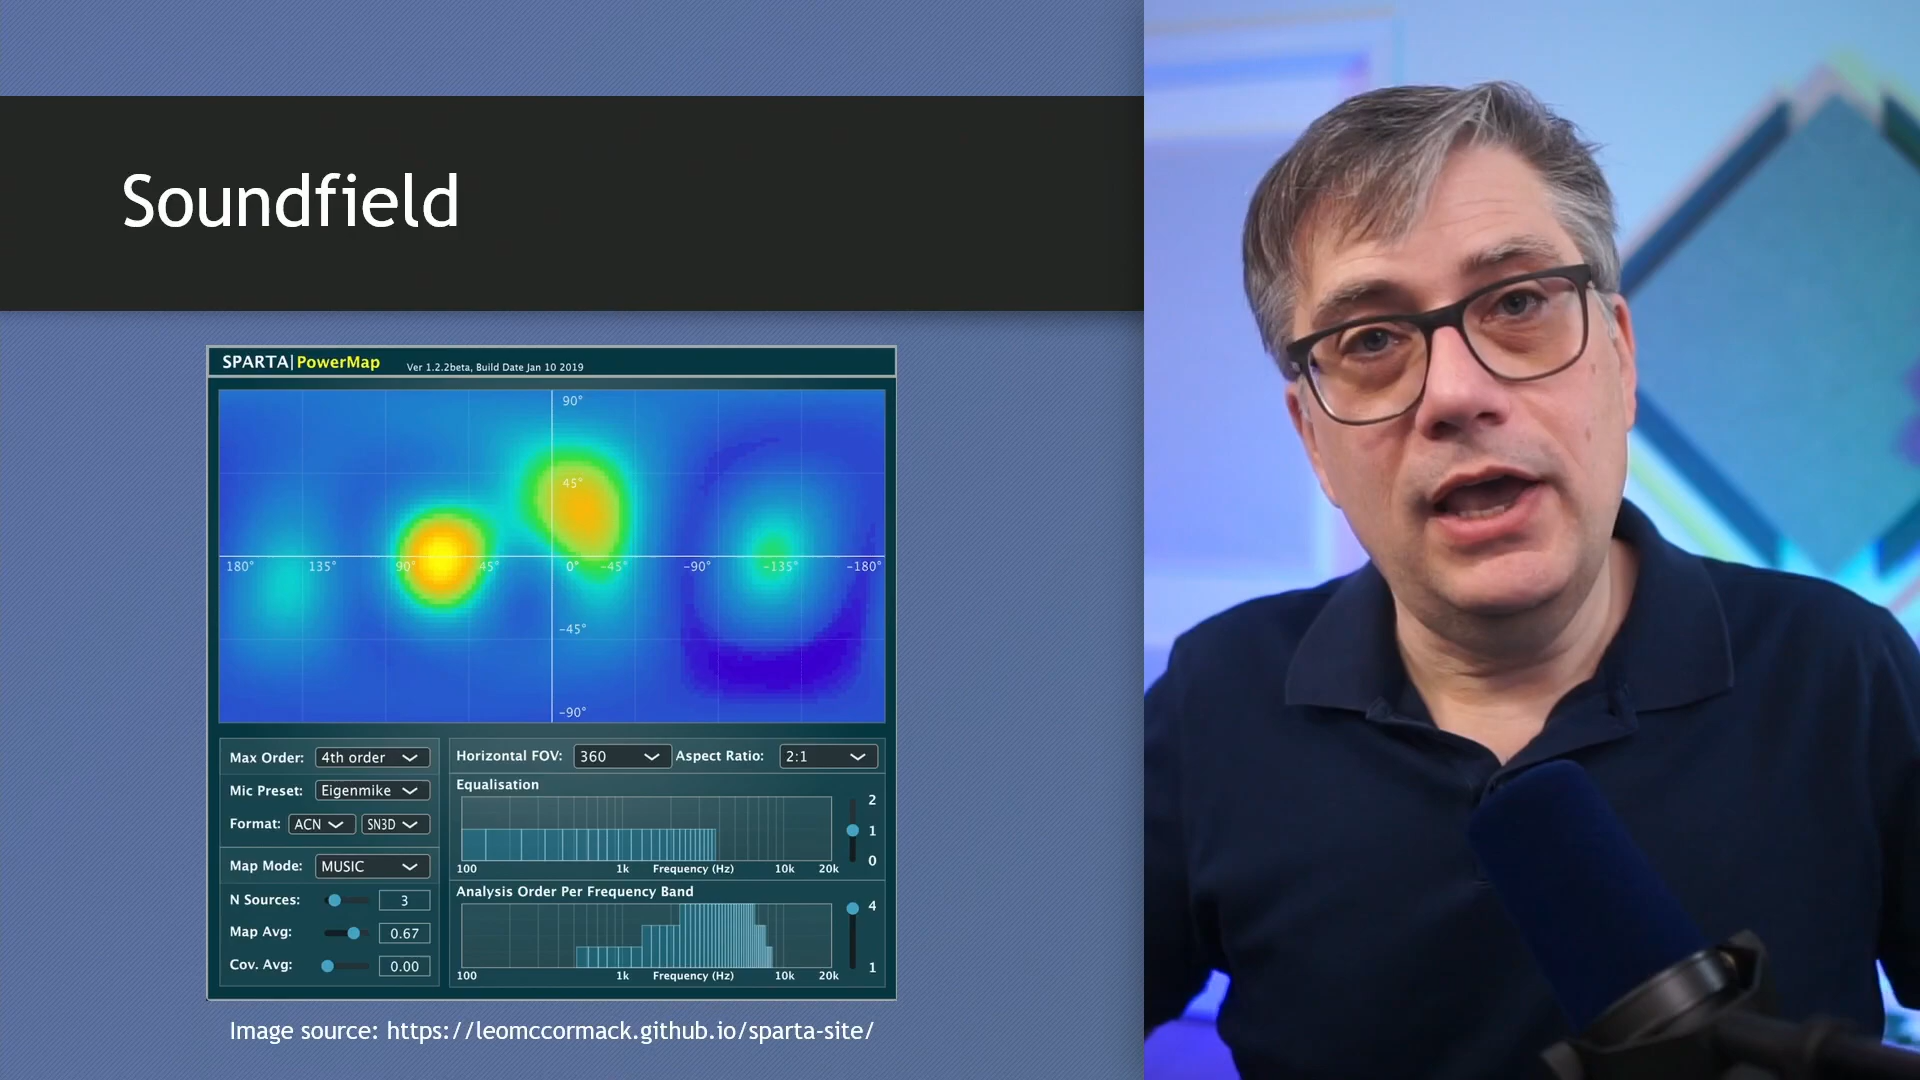 Soundfield
SPARTA|PowerMap Ver 1.2.2beta, Build Date Jan 10 2019
90°
45°
180° 135° 90° 45° 0° -45° -90° -135° -180°
-45°
-90°
Max Order: 4th order
Mic Preset: Eigenmike
Format: ACN SN3D
Map Mode: MUSIC
N Sources: 3
Map Avg: 0.67
Cov. Avg: 0.00
Horizontal FOV: 360 Aspect Ratio: 2:1
Equalisation
2
1
0
100 1k Frequency (Hz) 10k 20k
Analysis Order Per Frequency Band
4
1
100 1k Frequency (Hz) 10k 20k
Image source: https://leomccormack.github.io/sparta-site/